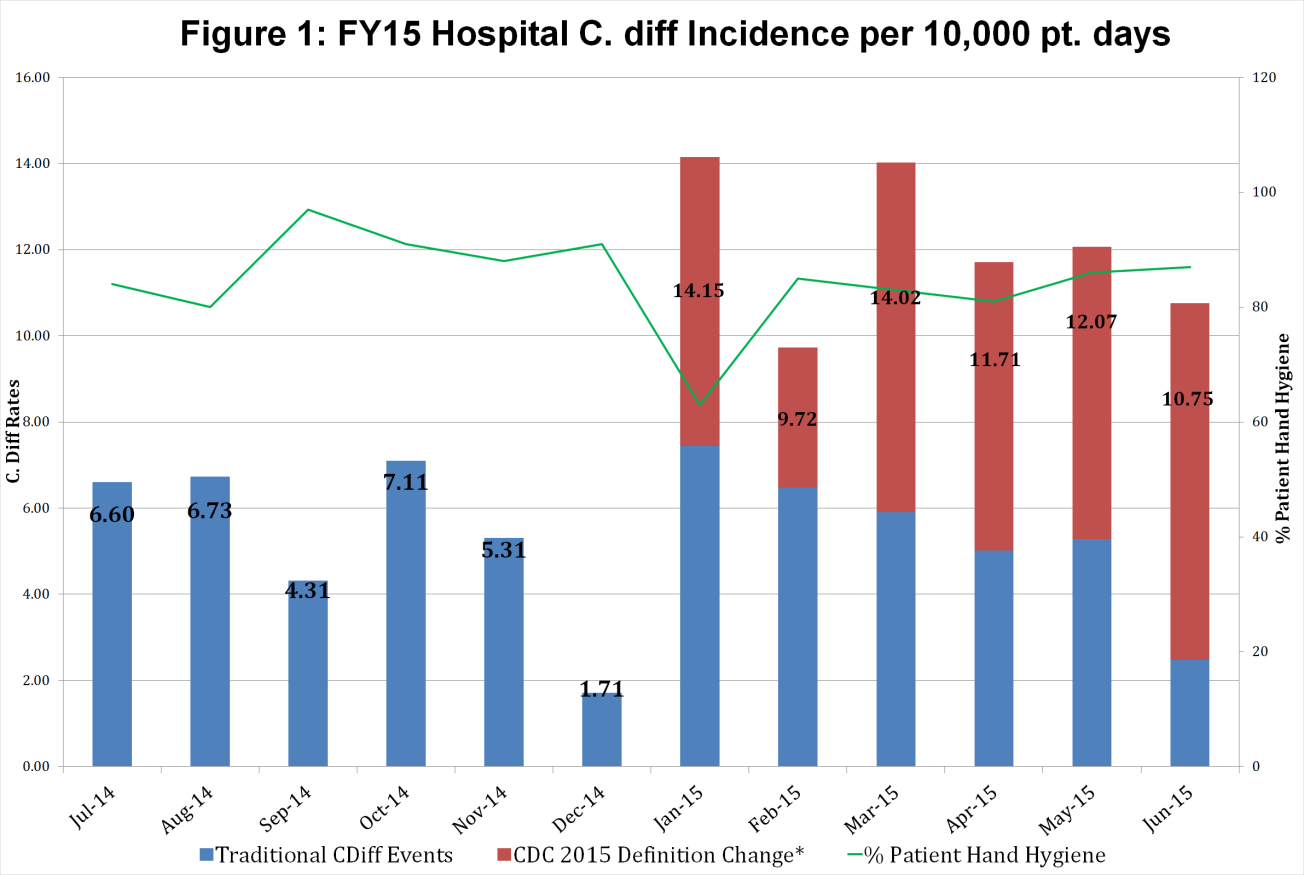 Figure 1: FY15 Hospital C. diff Incidence per 10,000 pt. days
16.00
14.00
12.00
10.00
8.00
6.00
4.00
2.00
0.00
C. Diff Rates
120
100
80
60
40
20
0
% Patient Hand Hygiene
6.60
6.73
4.31
7.11
5.31
1.71
14.15
9.72
14.02
11.71
12.07
10.75
Jul-14
Aug-14
Sep-14
Oct-14
Nov-14
Dec-14
Jan-15
Feb-15
Mar-15
Apr-15
May-15
Jun-15
Traditional CDiff Events
CDC 2015 Definition Change*
% Patient Hand Hygiene